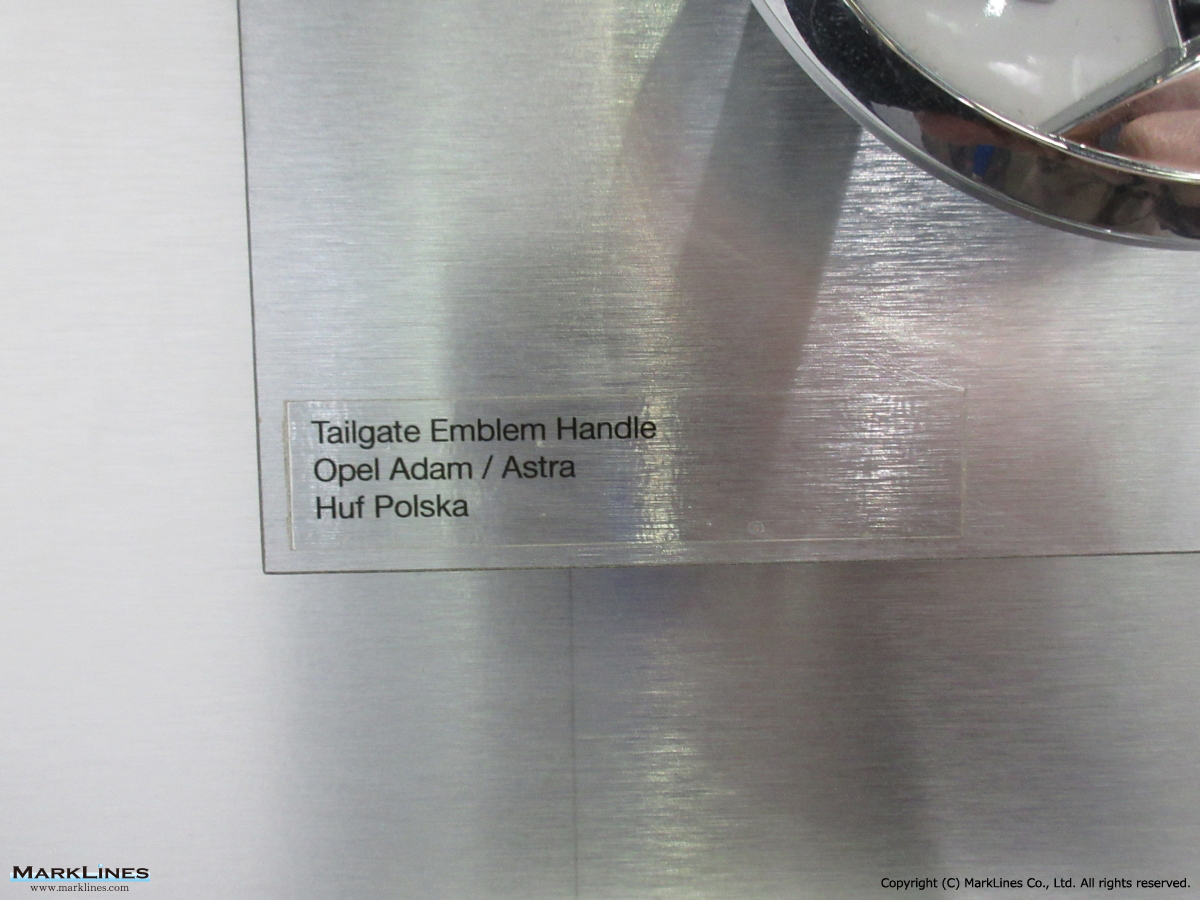 Tailgate Emblem Handle
Opel Adam / Astra
Huf Polska
MARKLINES
www.marklines.com
Copyright (C) MarkLines Co., Ltd. All rights reserved.